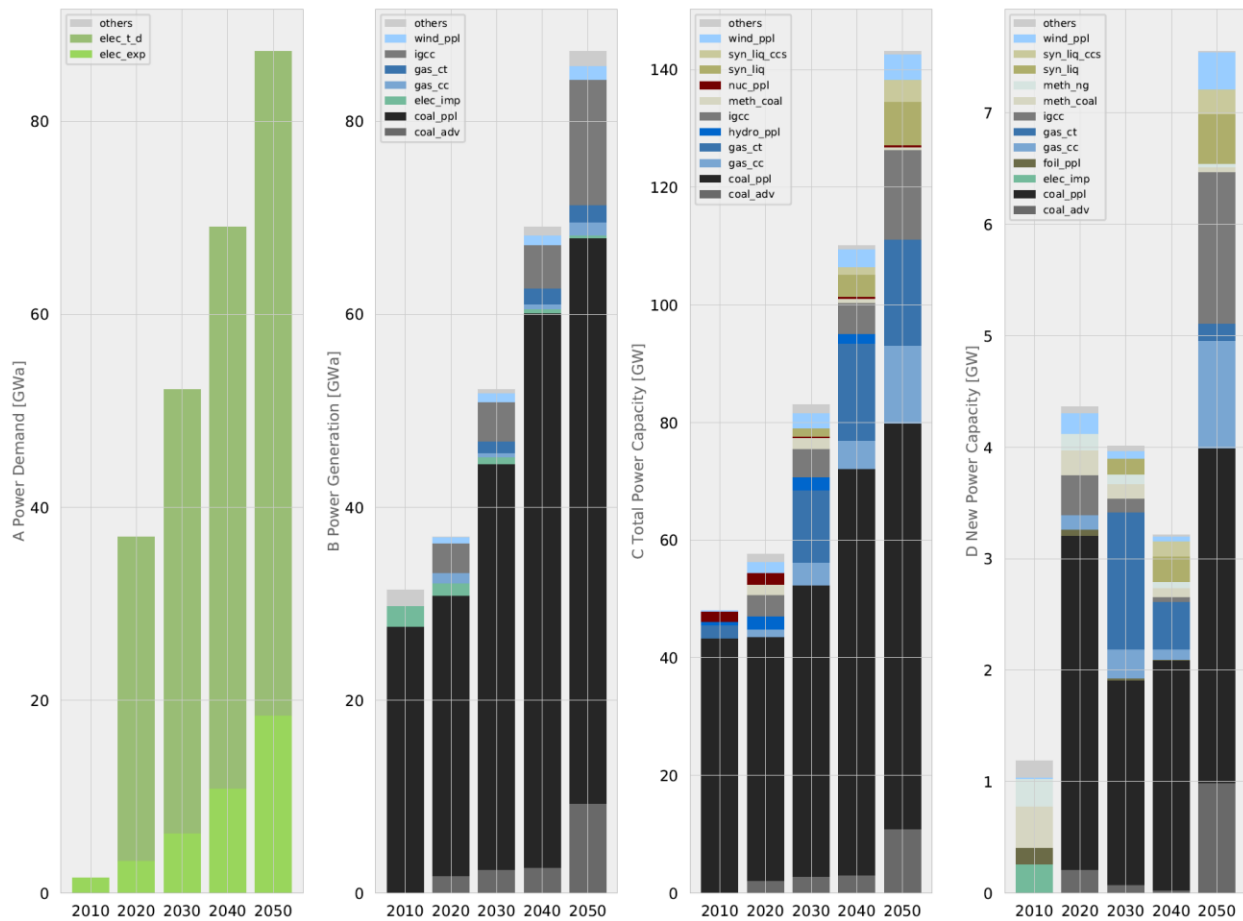 A Power Demand [GWa]
80
60
40
20
0
others
elec_t_d
elec_exp
2010 2020 2030 2040 2050
B Power Generation [GWa]
80
60
40
20
0
others
wind_ppl
igcc
gas_ct
gas_cc
elec_imp
coal_ppl
coal_adv
2010 2020 2030 2040 2050
C Total Power Capacity [GW]
140
120
100
80
60
40
20
0
others
wind_ppl
syn_liq_ccs
syn_liq
nuc_ppl
meth_coal
igcc
hydro_ppl
gas_ct
gas_cc
coal_ppl
coal_adv
2010 2020 2030 2040 2050
D New Power Capacity [GW]
7
6
5
4
3
2
1
0
others
wind_ppl
syn_liq_ccs
syn_liq
meth_ng
meth_coal
igcc
gas_ct
gas_cc
foil_ppl
elec_imp
coal_ppl
coal_adv
2010 2020 2030 2040 2050